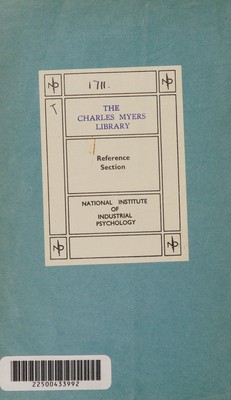 1711.
T
THE
CHARLES MYERS
LIBRARY
Reference
Section
NATIONAL INSTITUTE
OF
INDUSTRIAL
PSYCHOLOGY
22500433992